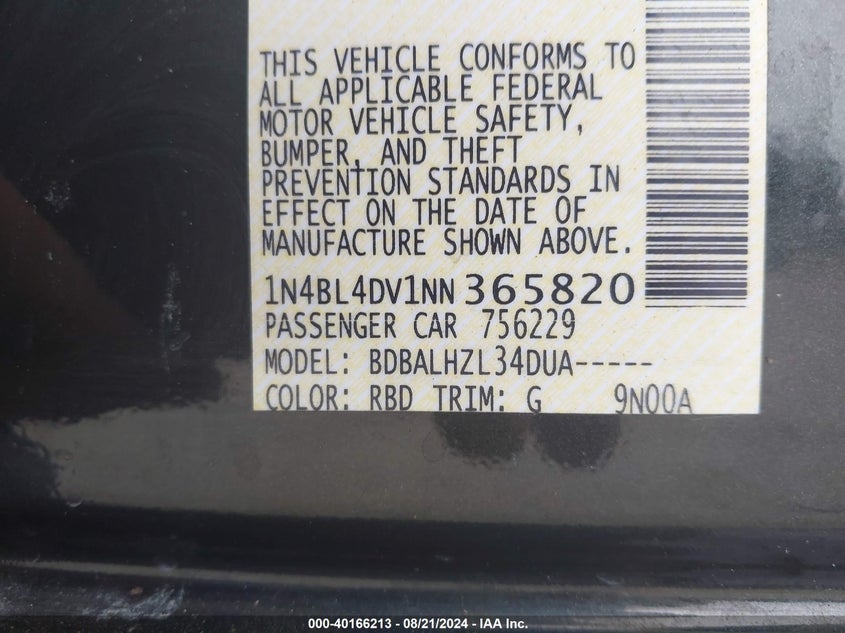 THIS VEHICLE CONFORMS TO
ALL APPLICABLE FEDERAL
MOTOR VEHICLE SAFETY,
BUMPER, AND THEFT
PREVENTION STANDARDS IN
EFFECT ON THE DATE OF
MANUFACTURE SHOWN ABOVE.
1N4BL4DV1NN365820
PASSENGER CAR 756229
MODEL: BDBALHZL34DUA-----
COLOR: RBD TRIM: G 9N00A
000-40166213 - 08/21/2024 - IAA Inc.